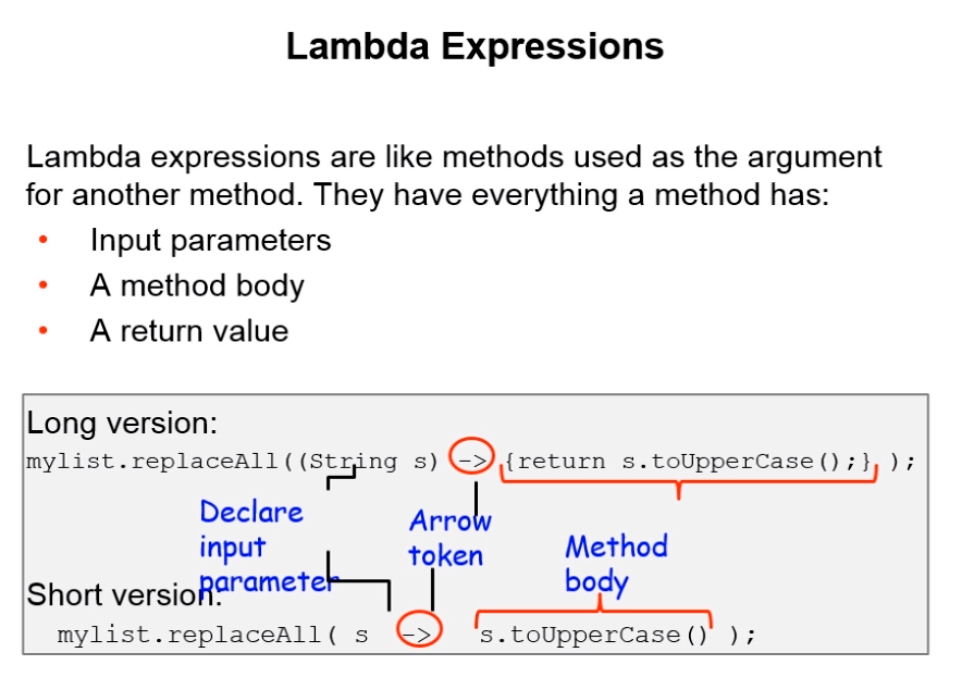 Lambda Expressions
Lambda expressions are like methods used as the argument
for another method. They have everything a method has:
• Input parameters
• A method body
• A return value
Long version:
mylist.replaceAll((String s) -> {return s.toUpperCase();} );
Declare
input
parameter
Arrow
token
Method
body
Short version:
mylist.replaceAll( s -> s.toUpperCase() );